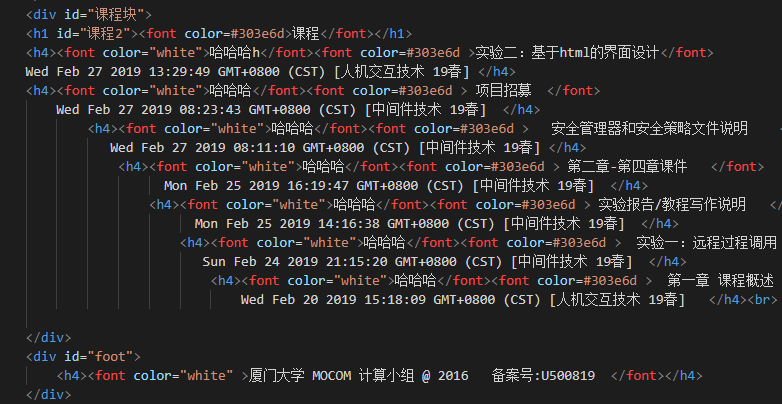 <div id="课程块">
<h1 id="课程2"><font color=#303e6d>课程</font></h1>
<h4><font color="white">哈哈哈h</font><font color=#303e6d >实验二：基于html的界面设计</font>
Wed Feb 27 2019 13:29:49 GMT+0800 (CST) [人机交互技术 19春] </h4>
<h4><font color="white">哈哈哈</font><font color=#303e6d > 项目招募  </font>
Wed Feb 27 2019 08:23:43 GMT+0800 (CST) [中间件技术 19春]  </h4>
<h4><font color="white">哈哈哈</font><font color=#303e6d >   安全管理器和安全策略文件说明    </
Wed Feb 27 2019 08:11:10 GMT+0800 (CST) [中间件技术 19春] </h4>
<h4><font color="white">哈哈哈</font><font color=#303e6d > 第二章-第四章课件   </font>
Mon Feb 25 2019 16:19:47 GMT+0800 (CST) [中间件技术 19春]  </h4>
<h4><font color="white">哈哈哈</font><font color=#303e6d > 实验报告/教程写作说明   </
Mon Feb 25 2019 14:16:38 GMT+0800 (CST) [中间件技术 19春]  </h4>
<h4><font color="white">哈哈哈</font><font color=#303e6d >  实验一：远程过程调用
Sun Feb 24 2019 21:15:20 GMT+0800 (CST) [中间件技术 19春]  </h4>
<h4><font color="white">哈哈哈</font><font color=#303e6d >  第一章 课程概述
Wed Feb 20 2019 15:18:09 GMT+0800 (CST) [人机交互技术 19春]  </h4><br>
</div>
<div id="foot">
<h4><font color="white" >厦门大学 MOCOM 计算小组 @ 2016   备案号:U500819  </font></h4>
</div>